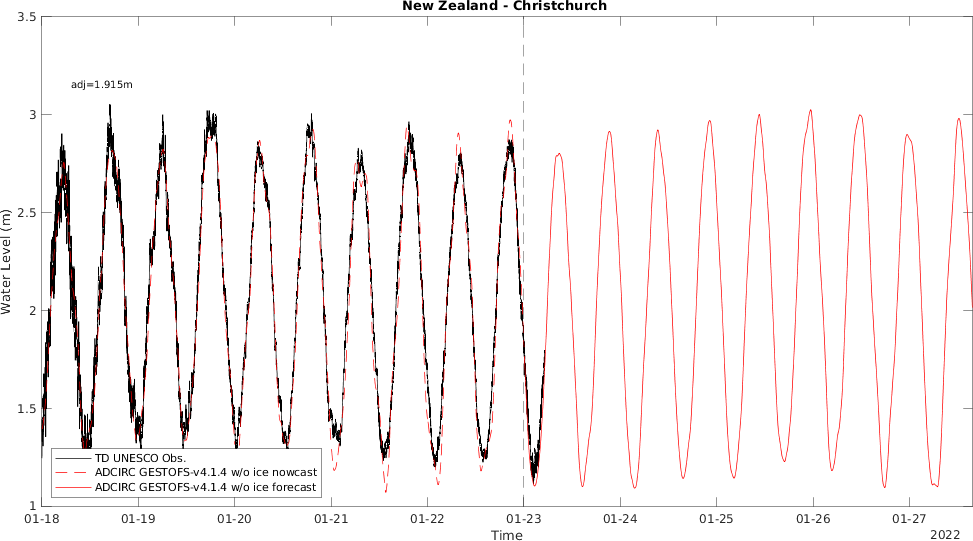 New Zealand - Christchurch
3.5
adj=1.915m
3
2.5
Water Level (m)
2
1.5
TD UNESCO Obs.
ADCIRC GESTOFS-v4.1.4 w/o ice nowcast
ADCIRC GESTOFS-v4.1.4 w/o ice forecast
1
01-18 01-19 01-20 01-21 01-22 01-23 01-24 01-25 01-26 01-27
Time
2022